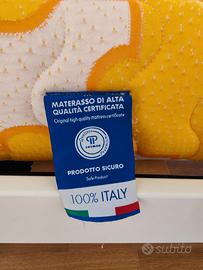 MATERASSO DI ALTA
QUALITÀ CERTIFICATA
Original high quality mattress certificate
PRODOTTO SICURO
Safe Product
100% ITALY
subito